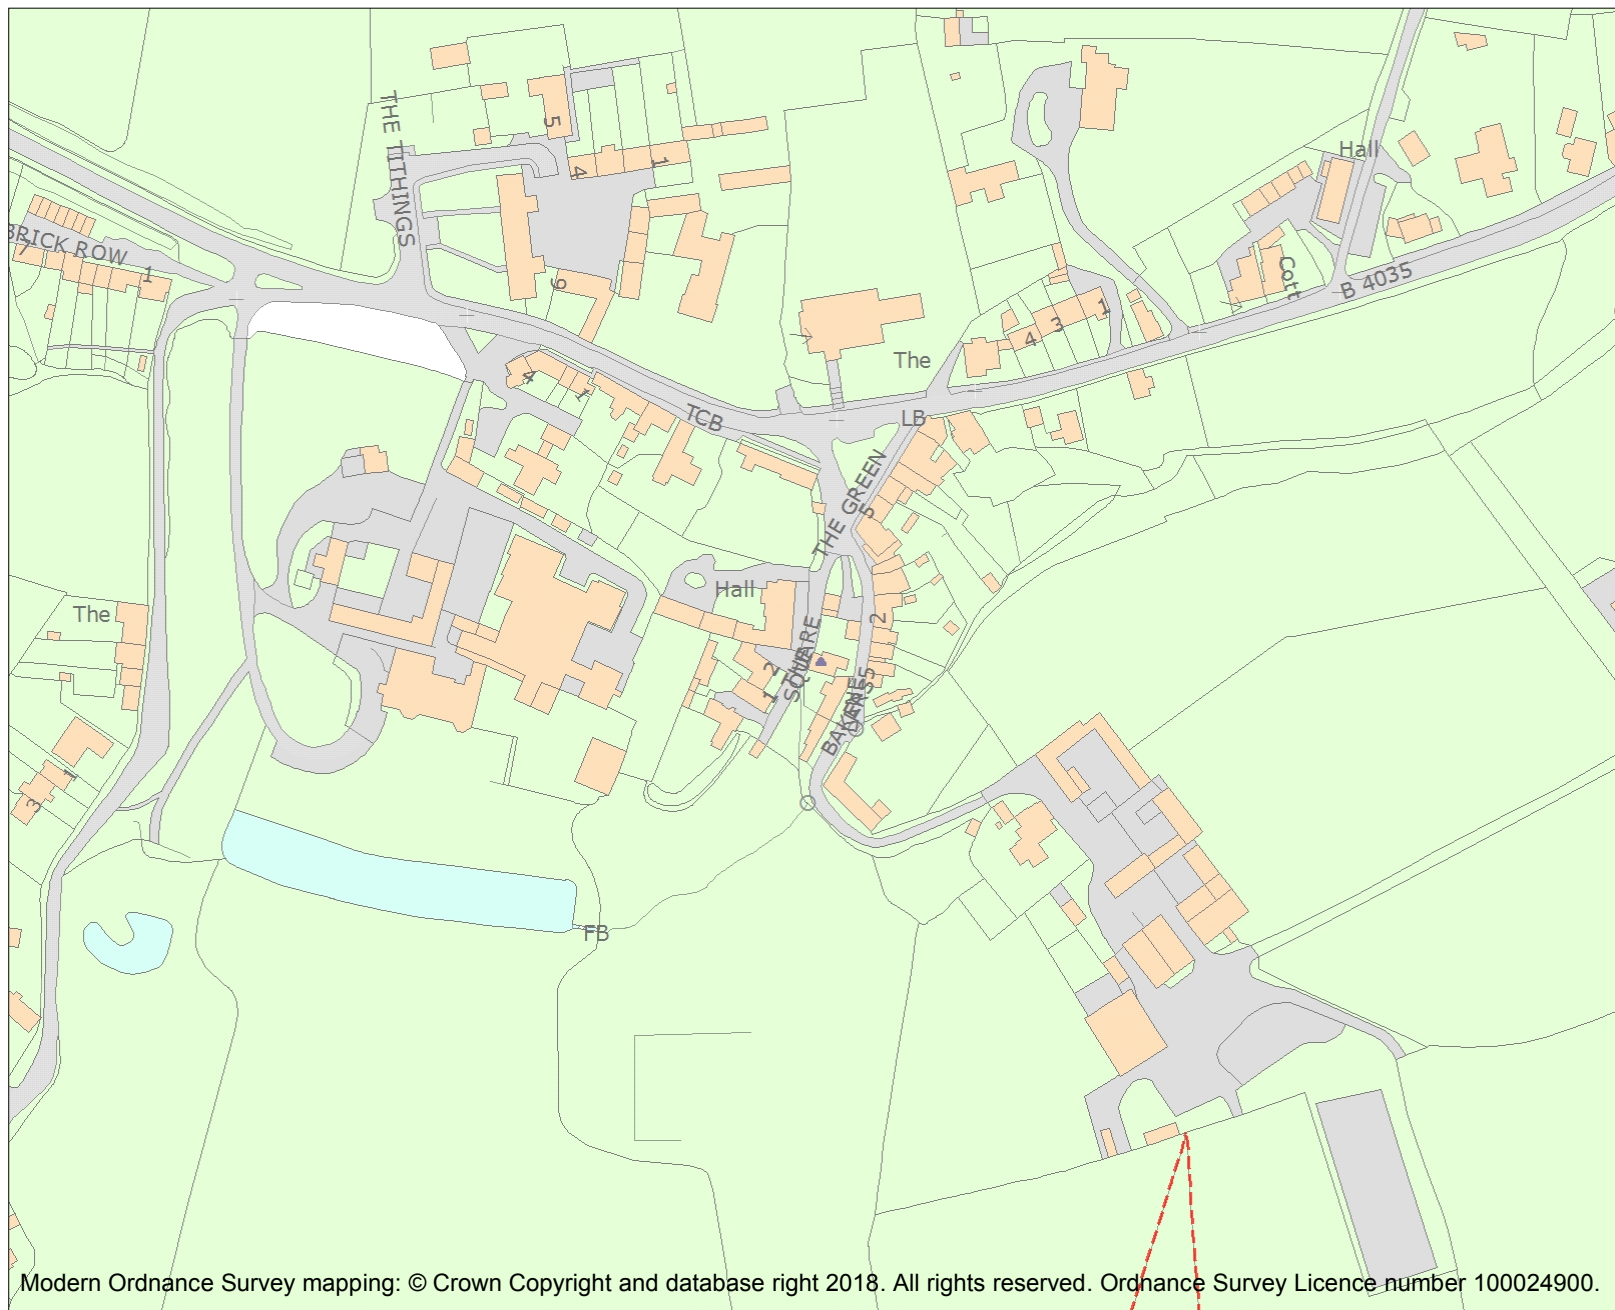 THE TITHINGS
5
4
1
Hall
BRICK ROW
7
1
9
Cott
B 4035
1
3
4
The
4
1
TCB
LB
THE GREEN
5
Hall
The
2
THE
SQUARE
2
1
BAKERS
LANE
5
1
3
FB
Modern Ordnance Survey mapping: © Crown Copyright and database right 2018. All rights reserved. Ordnance Survey Licence number 100024900.